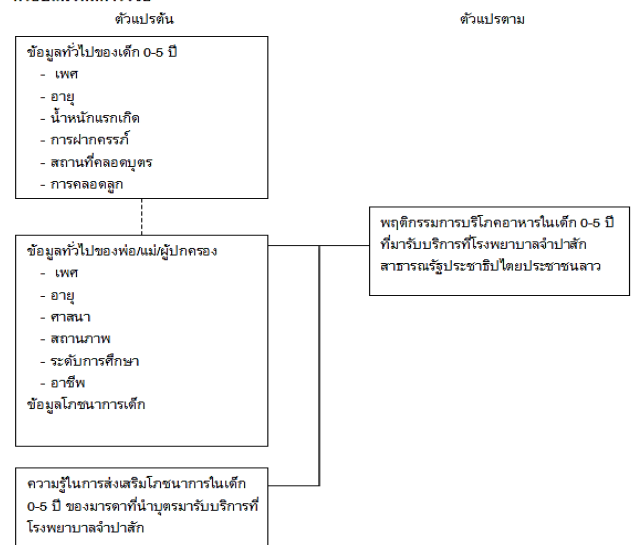 ตัวแปรต้น
ตัวแปรตาม
ข้อมูลทั่วไปของเด็ก 0-5 ปี
- เพศ
- อายุ
- น้ำหนักแรกเกิด
- การฝากครรภ์
- สถานที่คลอดบุตร
- การคลอดลูก
ข้อมูลทั่วไปของพ่อ/แม่/ผู้ปกครอง
- เพศ
- อายุ
- ศาสนา
- สถานภาพ
- ระดับการศึกษา
- อาชีพ
ข้อมูลโภชนาการเด็ก
ความรู้ในการส่งเสริมโภชนาการในเด็ก
0-5 ปี ของมารดาที่นำบุตรมารับบริการที่
โรงพยาบาลจำปาสัก
พฤติกรรมการบริโภคอาหารในเด็ก 0-5 ปี
ที่มารับบริการที่โรงพยาบาลจำปาสัก
สาธารณรัฐประชาธิปไตยประชาชนลาว